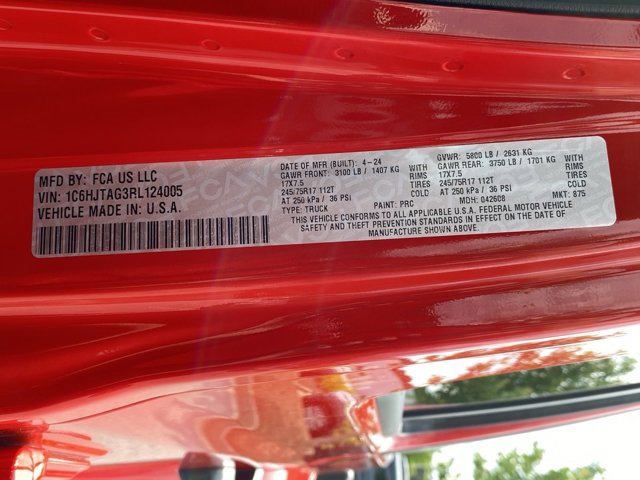 MFD BY: FCA US LLC
VIN: 1C6HJTAG3RL124005
VEHICLE MADE IN U.S.A.
DATE OF MFR (BUILT): 4-24 GVWR: 5800 LB / 2631 KG
GAWR FRONT: 3100 LB / 1407 KG WITH GAWR REAR: 3750 LB / 1701 KG WITH
17X7.5 RIMS 17X7.5 RIMS
245/75R17 112T TIRES 245/75R17 112T TIRES
AT 250 kPa / 36 PSI COLD AT 250 kPa / 36 PSI COLD
TYPE: TRUCK PAINT: PRC MDH: 042608 MKT: 875
THIS VEHICLE CONFORMS TO ALL APPLICABLE U.S.A. FEDERAL MOTOR VEHICLE
SAFETY AND THEFT PREVENTION STANDARDS IN EFFECT ON THE DATE OF
MANUFACTURE SHOWN ABOVE.